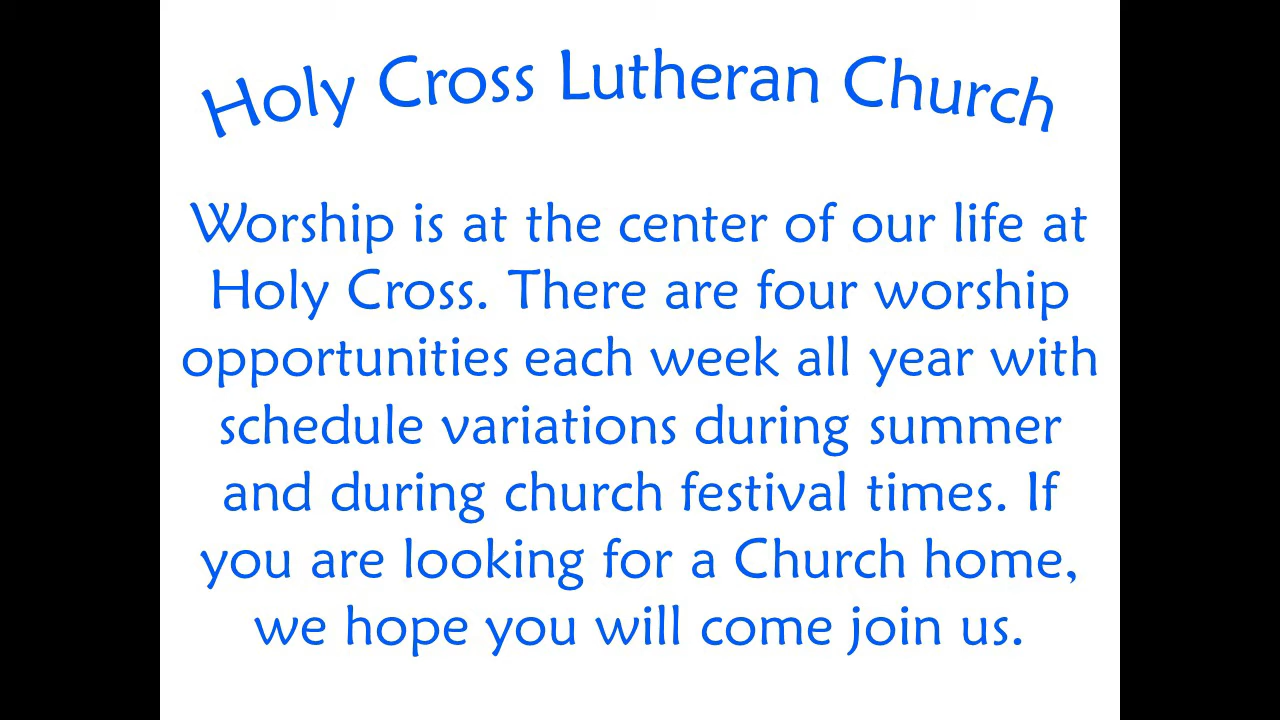 Holy Cross Lutheran Church
Worship is at the center of our life at
Holy Cross. There are four worship
opportunities each week all year with
schedule variations during summer
and during church festival times. If
you are looking for a Church home,
we hope you will come join us.